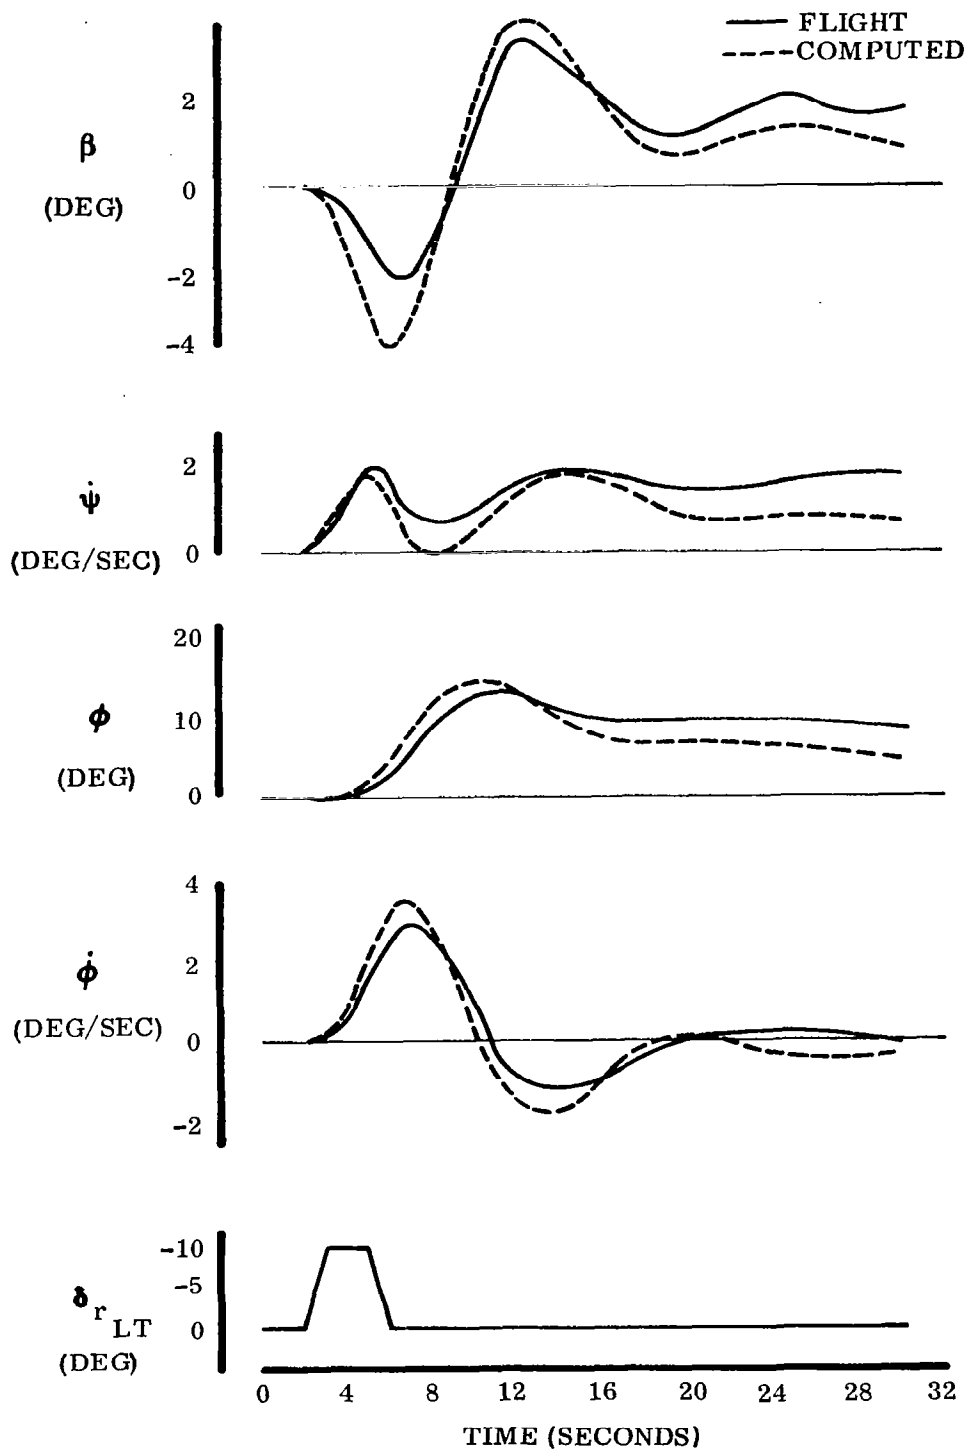 FLIGHT
COMPUTED
2
β
0
(DEG)
-2
-4
2
ψ̇
(DEG/SEC)
0
20
ϕ
10
(DEG)
0
4
ϕ̇
2
(DEG/SEC)
0
-2
-10
-5
δr LT
0
(DEG)
0 4 8 12 16 20 24 28 32
TIME (SECONDS)